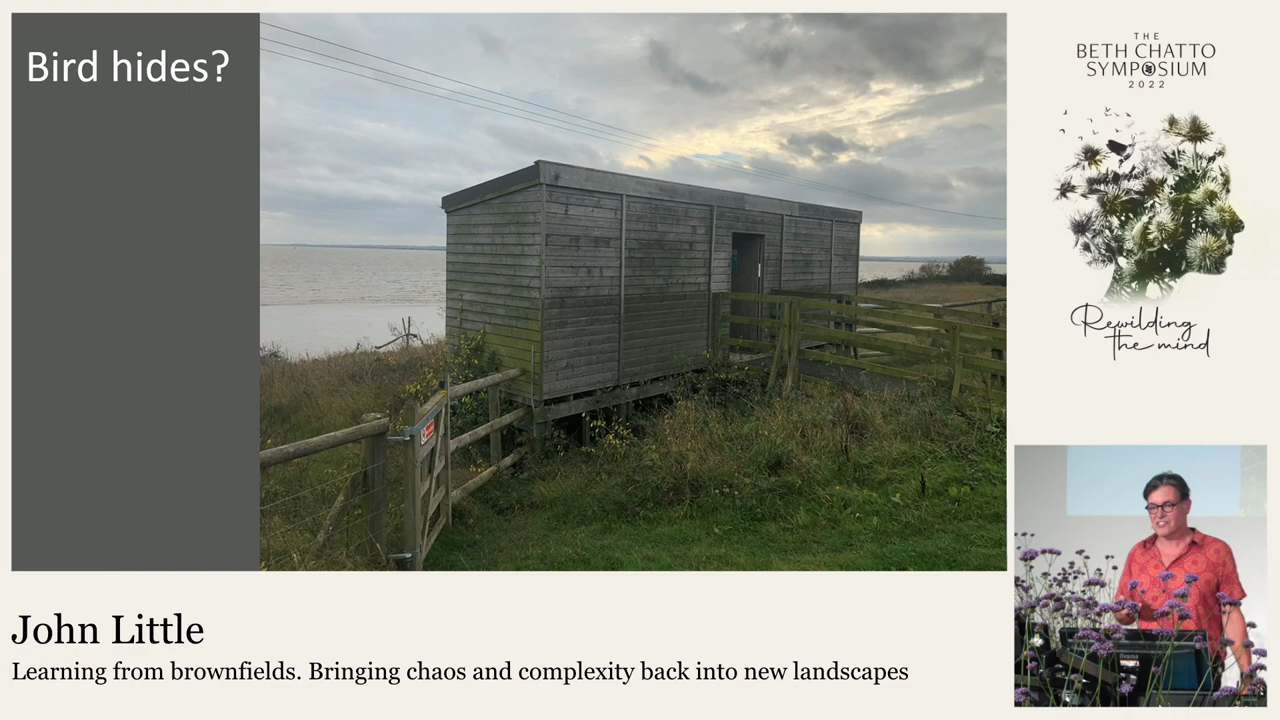 Bird hides?
THE
BETH CHATTO
SYMPOSIUM
2022
Rewilding
the mind
John Little
Learning from brownfields. Bringing chaos and complexity back into new landscapes